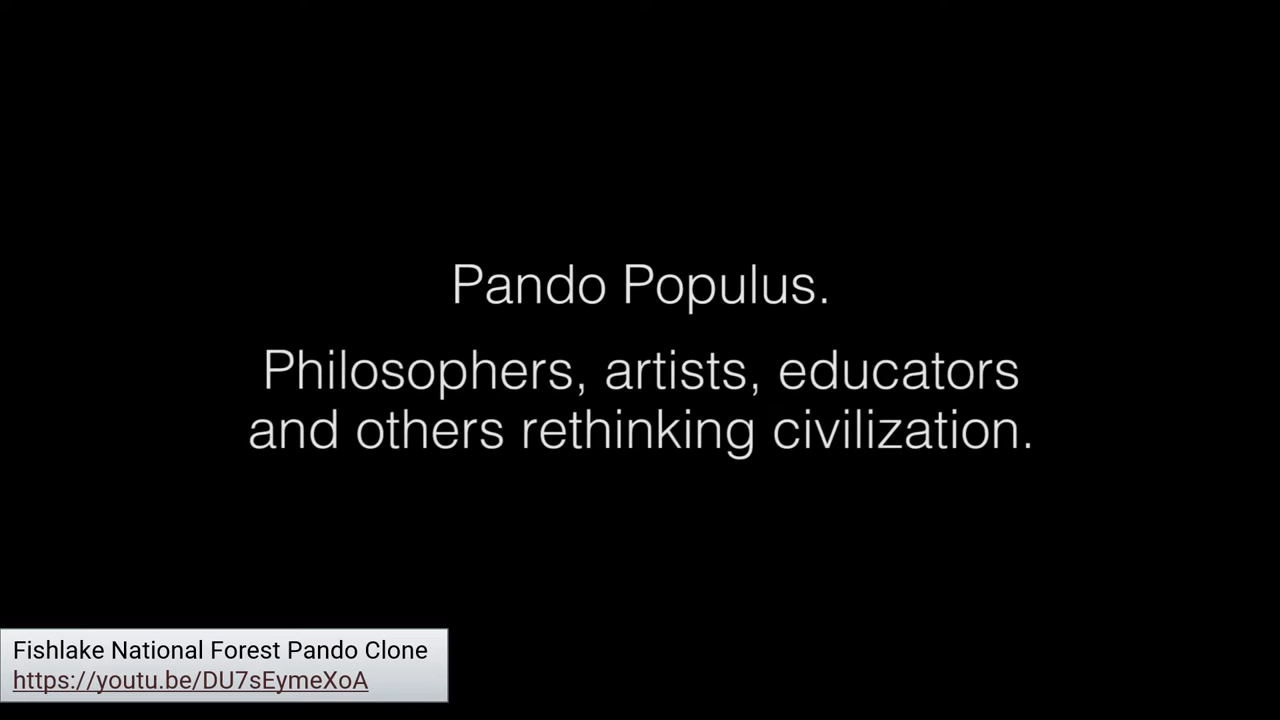 Pando Populus.
Philosophers, artists, educators
and others rethinking civilization.
Fishlake National Forest Pando Clone
https://youtu.be/DU7sEymeXoA